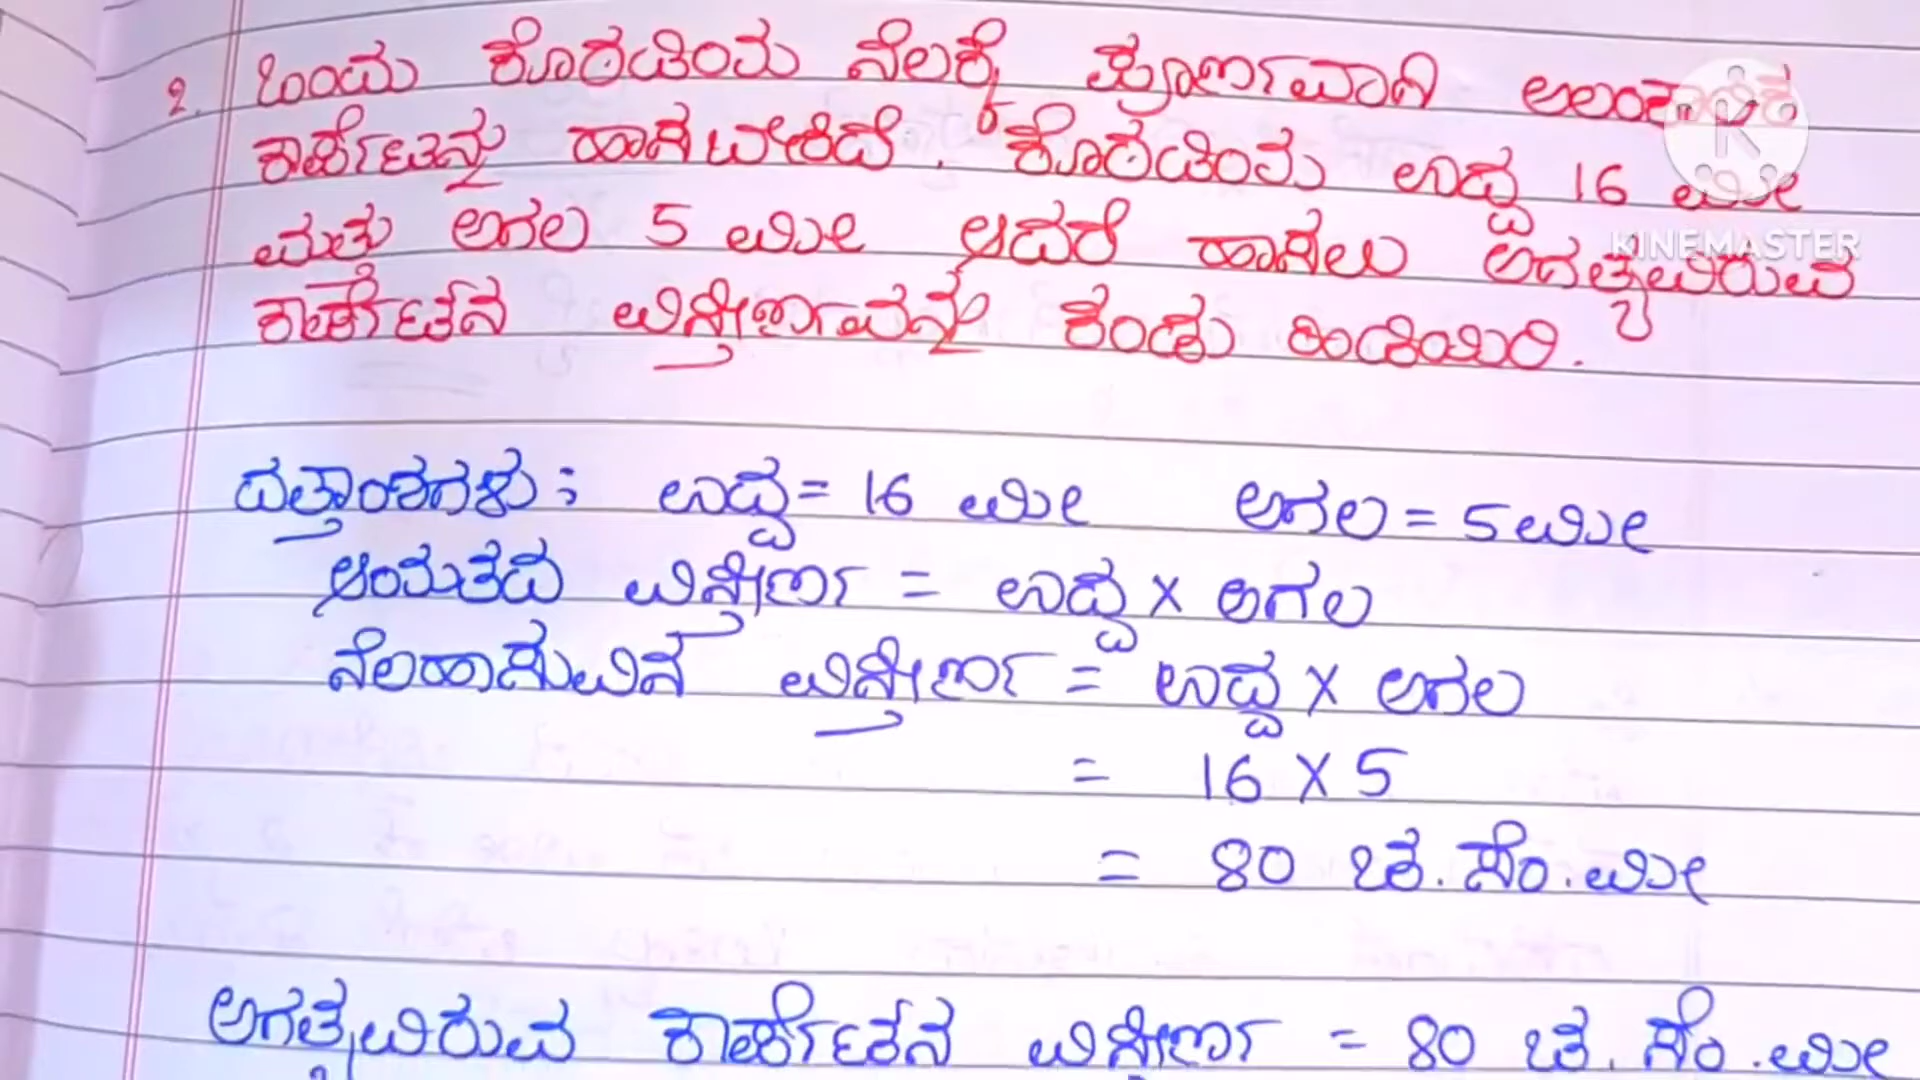 2. ಒಂದು ಕೊಠಡಿಯ ನೆಲಕ್ಕೆ ಪೂರ್ಣವಾಗಿ ಅಲಂಕಾರಿಕ
ಕಾರ್ಪೆಟನ್ನು ಹಾಸಬೇಕಿದೆ. ಕೊಠಡಿಯ ಉದ್ದ 16 ಮೀ
KINEMASTER
ಮತ್ತು ಅಗಲ 5 ಮೀ ಆದರೆ ಹಾಸಲು ಅಗತ್ಯವಿರುವ
ಕಾರ್ಪೆಟಿನ ವಿಸ್ತೀರ್ಣವನ್ನು ಕಂಡು ಹಿಡಿಯಿರಿ.
ದತ್ತಾಂಶಗಳು : ಉದ್ದ = 16 ಮೀ ಅಗಲ = 5 ಮೀ
ಆಯತದ ವಿಸ್ತೀರ್ಣ = ಉದ್ದ x ಅಗಲ
ನೆಲಹಾಸುವಿನ ವಿಸ್ತೀರ್ಣ = ಉದ್ದ x ಅಗಲ
= 16 x 5
= 80 ಚ. ಸೆಂ. ಮೀ
ಅಗತ್ಯವಿರುವ ಕಾರ್ಪೆಟಿನ ವಿಸ್ತೀರ್ಣ = 80 ಚ. ಸೆಂ. ಮೀ